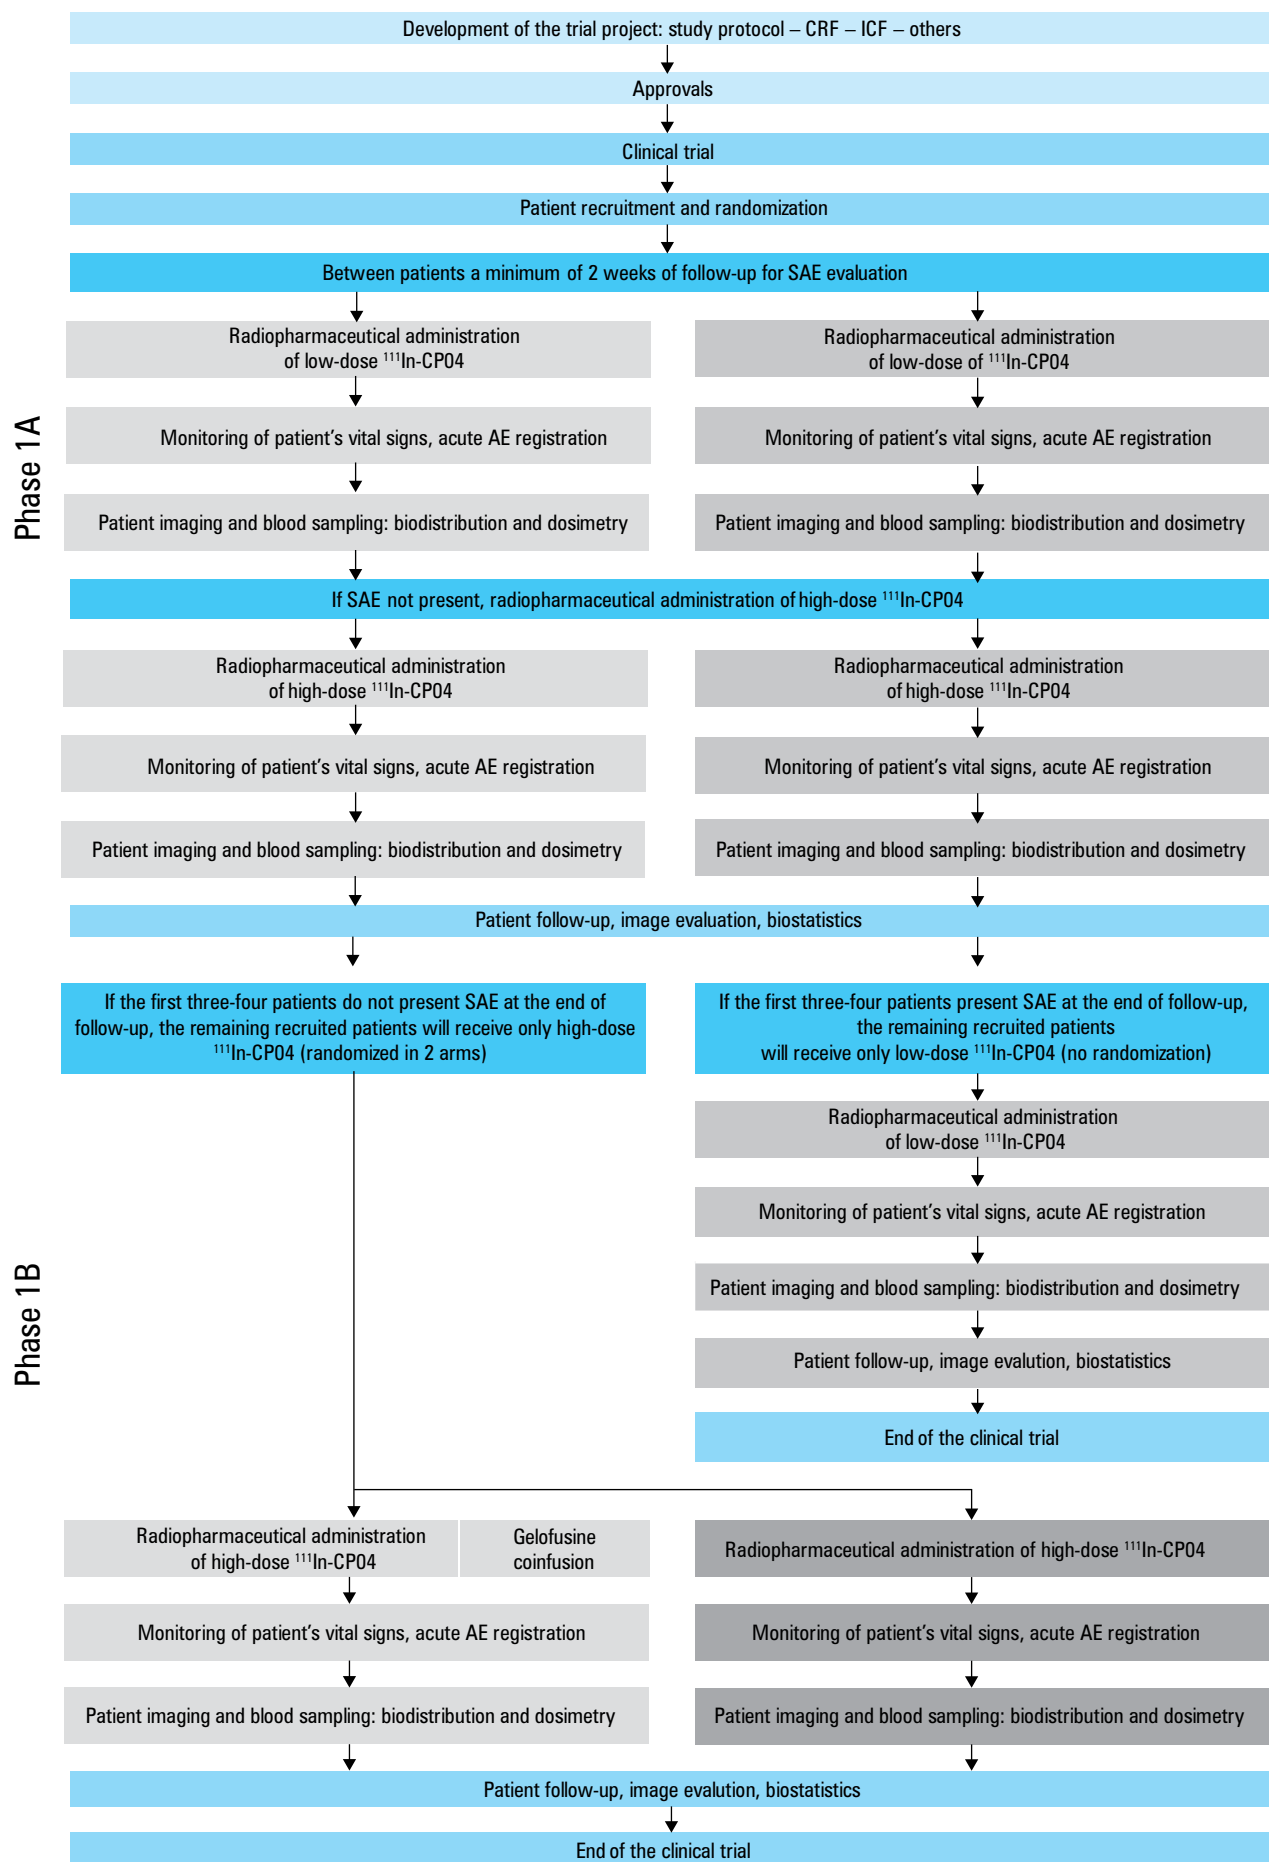 Development of the trial project: study protocol – CRF – ICF – others
Approvals
Clinical trial
Patient recruitment and randomization
Between patients a minimum of 2 weeks of follow-up for SAE evaluation
Phase 1A
Radiopharmaceutical administration
of low-dose ¹¹¹In-CP04
Radiopharmaceutical administration
of low-dose of ¹¹¹In-CP04
Monitoring of patient's vital signs, acute AE registration
Monitoring of patient's vital signs, acute AE registration
Patient imaging and blood sampling: biodistribution and dosimetry
Patient imaging and blood sampling: biodistribution and dosimetry
If SAE not present, radiopharmaceutical administration of high-dose ¹¹¹In-CP04
Radiopharmaceutical administration
of high-dose ¹¹¹In-CP04
Radiopharmaceutical administration
of high-dose ¹¹¹In-CP04
Monitoring of patient's vital signs, acute AE registration
Monitoring of patient's vital signs, acute AE registration
Patient imaging and blood sampling: biodistribution and dosimetry
Patient imaging and blood sampling: biodistribution and dosimetry
Patient follow-up, image evaluation, biostatistics
Phase 1B
If the first three-four patients do not present SAE at the end of
follow-up, the remaining recruited patients will receive only high-dose
¹¹¹In-CP04 (randomized in 2 arms)
If the first three-four patients present SAE at the end of follow-up,
the remaining recruited patients
will receive only low-dose ¹¹¹In-CP04 (no randomization)
Radiopharmaceutical administration
of low-dose ¹¹¹In-CP04
Monitoring of patient's vital signs, acute AE registration
Patient imaging and blood sampling: biodistribution and dosimetry
Patient follow-up, image evalution, biostatistics
End of the clinical trial
Radiopharmaceutical administration
of high-dose ¹¹¹In-CP04
Gelofusine
coinfusion
Radiopharmaceutical administration of high-dose ¹¹¹In-CP04
Monitoring of patient's vital signs, acute AE registration
Monitoring of patient's vital signs, acute AE registration
Patient imaging and blood sampling: biodistribution and dosimetry
Patient imaging and blood sampling: biodistribution and dosimetry
Patient follow-up, image evalution, biostatistics
End of the clinical trial